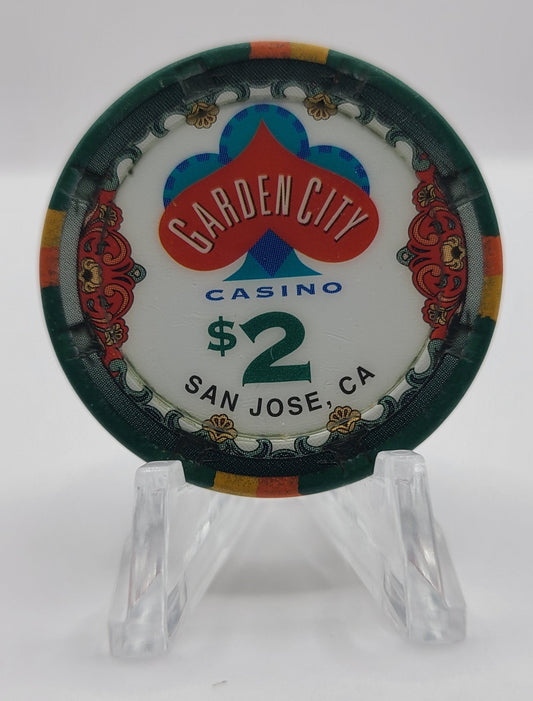 GARDEN CITY
CASINO
$2
SAN JOSE, CA